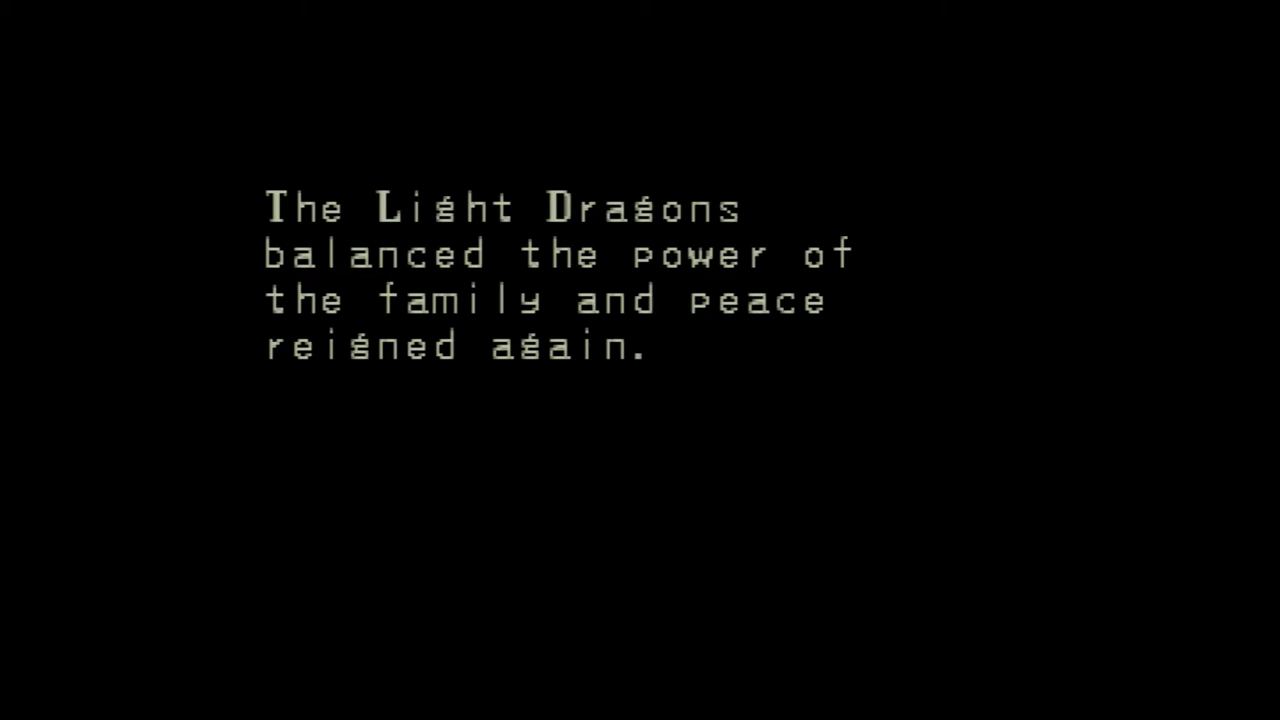 The Light Dragons
balanced the power of
the family and peace
reigned again.